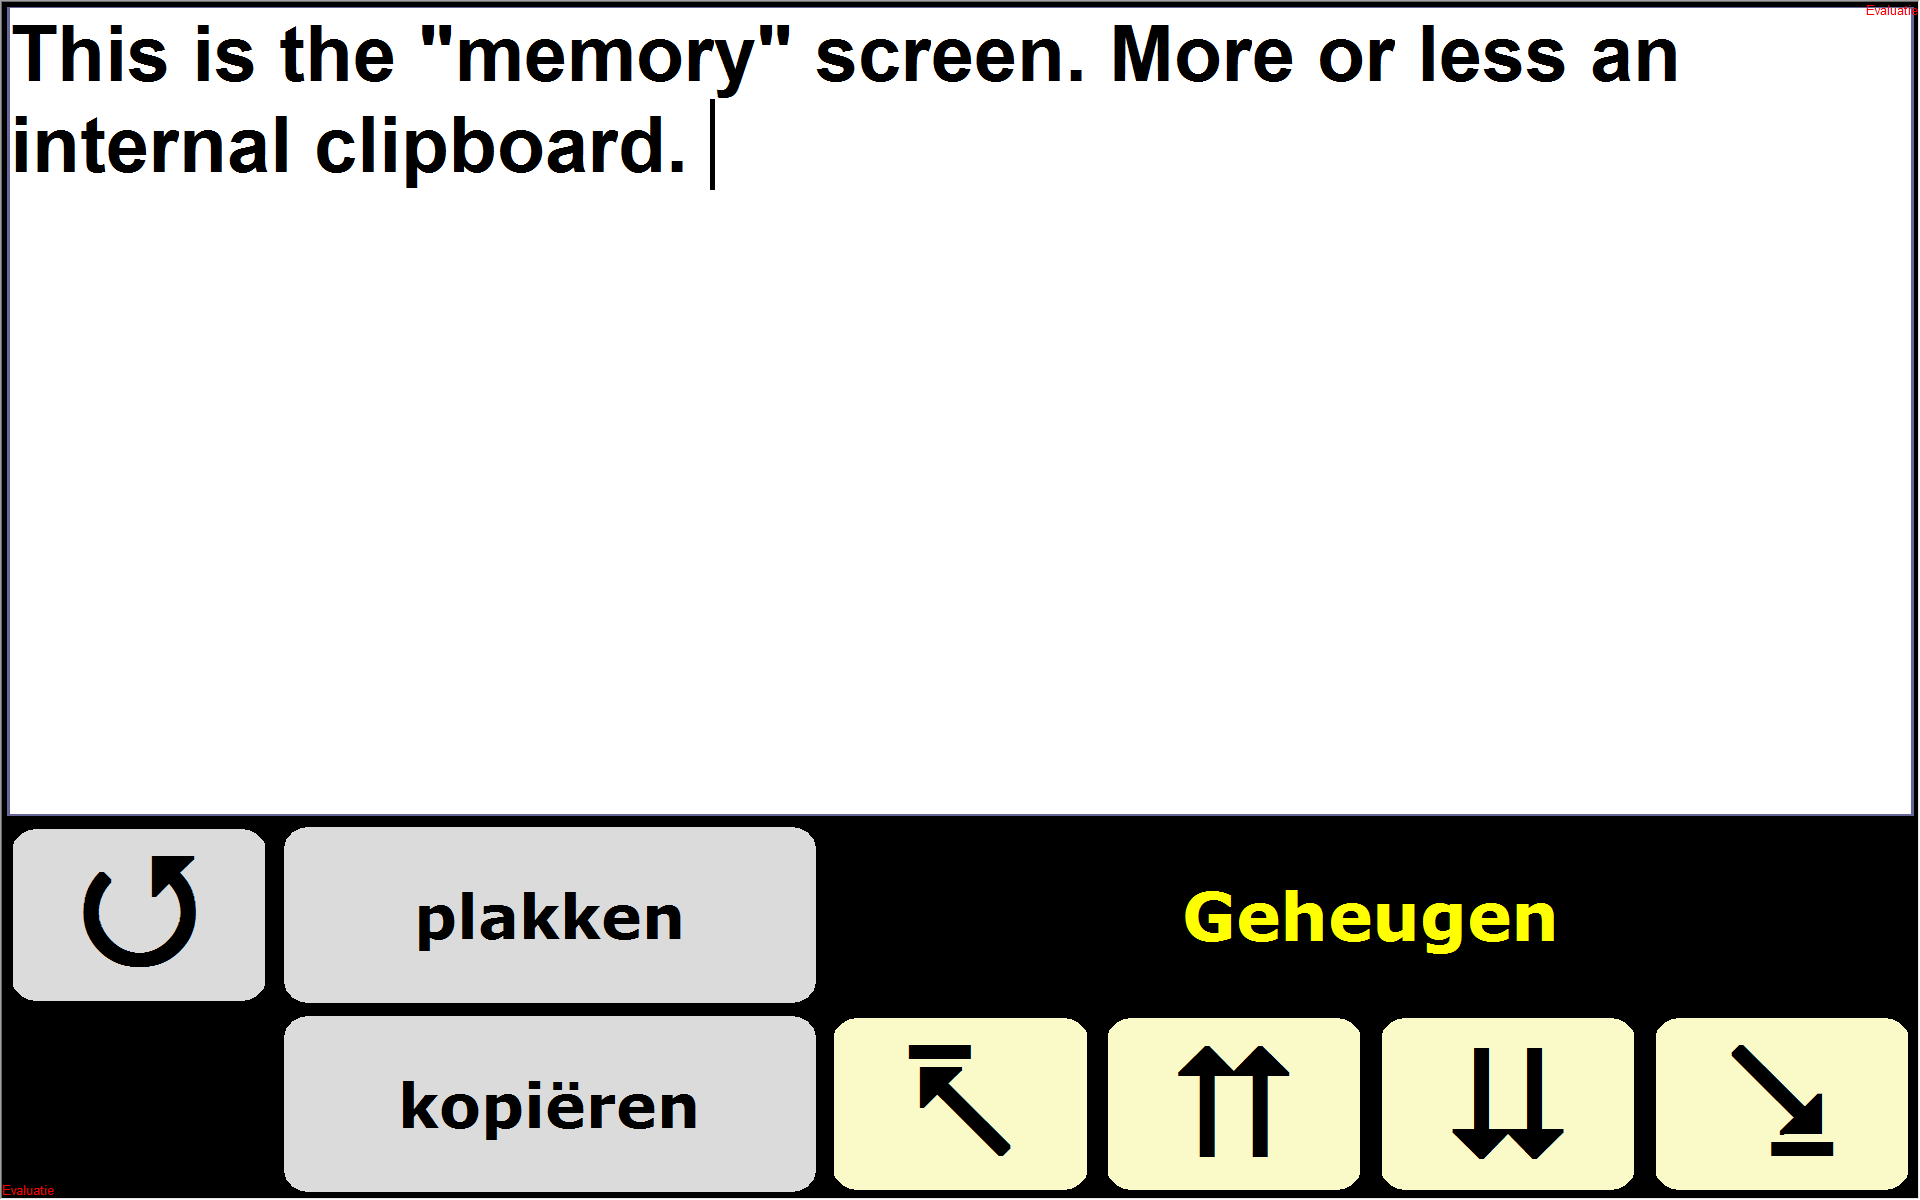 Evaluatie
This is the "memory" screen. More or less an
internal clipboard.
plakken
Geheugen
kopiëren
Evaluatie